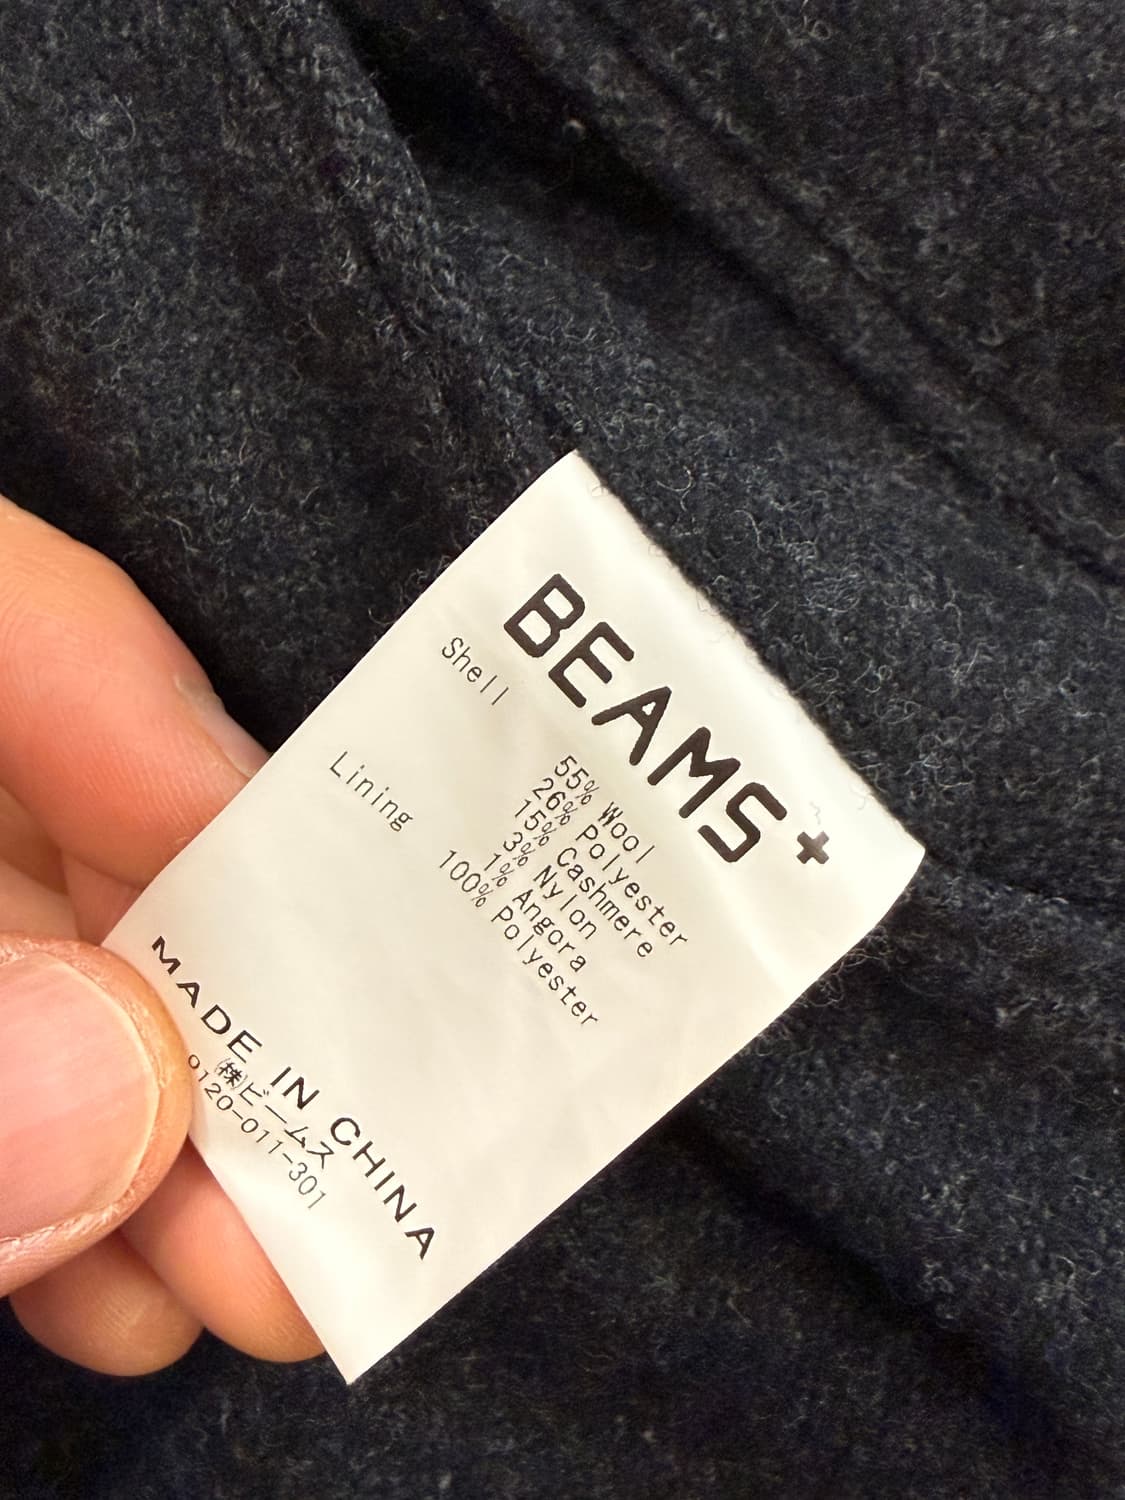 BEAMS+
Shell
55% Wool
26% Polyester
15% Cashmere
3% Nylon
1% Angora
Lining
100% Polyester
MADE IN CHINA
㈱ビームス
0120-011-301